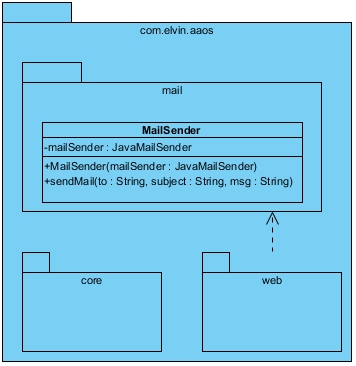 com.elvin.aaos
mail
MailSender
-mailSender : JavaMailSender
+MailSender(mailSender : JavaMailSender)
+sendMail(to : String, subject : String, msg : String)
core
web